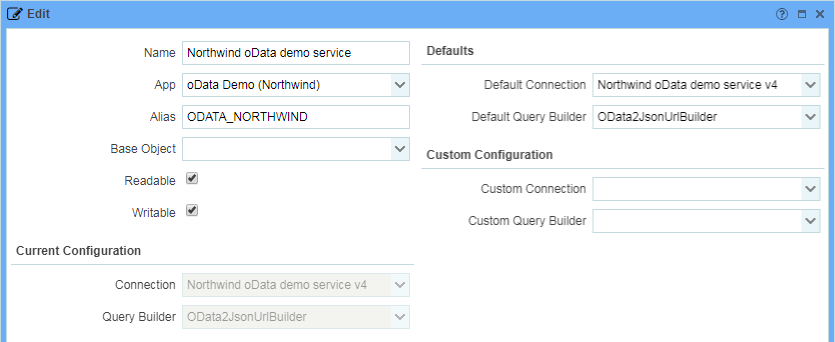 Edit
Name Northwind oData demo service
App oData Demo (Northwind)
Alias ODATA_NORTHWIND
Base Object
Readable
Writable
Current Configuration
Connection Northwind oData demo service v4
Query Builder OData2JsonUrlBuilder
Defaults
Default Connection Northwind oData demo service v4
Default Query Builder OData2JsonUrlBuilder
Custom Configuration
Custom Connection
Custom Query Builder